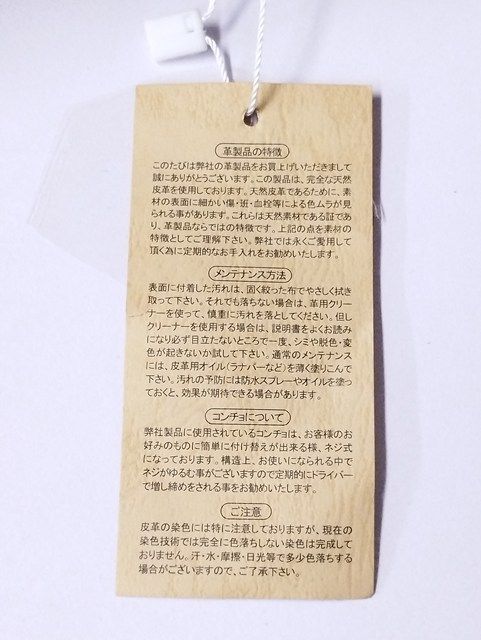 革製品の特徴
このたびは弊社の革製品をお買上げいただきまして
誠にありがとうございます。この製品は、完全な天然
皮革を使用しております。天然皮革であるために、素
材の表面に細かい傷・斑・血栓等による色ムラが見
られる事があります。これらは天然素材である証であ
り、革製品ならではの特徴です。上記の点を素材の
特徴としてご理解下さい。弊社では永くご愛用して
頂く為に定期的なお手入れをお勧めいたします。
メンテナンス方法
表面に付着した汚れは、固く絞った布でやさしく拭き
取って下さい。それでも落ちない場合は、革用クリー
ナーを使って、慎重に汚れを落としてください。但し
クリーナーを使用する場合は、説明書をよくお読み
になり必ず目立たないところで一度、シミや脱色・変
色が起きないか試して下さい。通常のメンテナンス
には、皮革用オイル(ラナパーなど)を薄く塗りこんで
下さい。汚れの予防には防水スプレーやオイルを塗っ
ておくと、効果が期待できる場合があります。
コンチョについて
弊社製品に使用されているコンチョは、お客様のお
好みのものに簡単に付け替えが出来る様、ネジ式
になっております。構造上、お使いになられる中で
ネジがゆるむ事がございますので定期的にドライバー
で増し締めをされる事をお勧めいたします。
ご注意
皮革の染色には特に注意しておりますが、現在の
染色技術では完全に色落ちしない染色は完成して
おりません。汗・水・摩擦・日光等で多少色落ちする
場合がございますので、ご了承下さい。